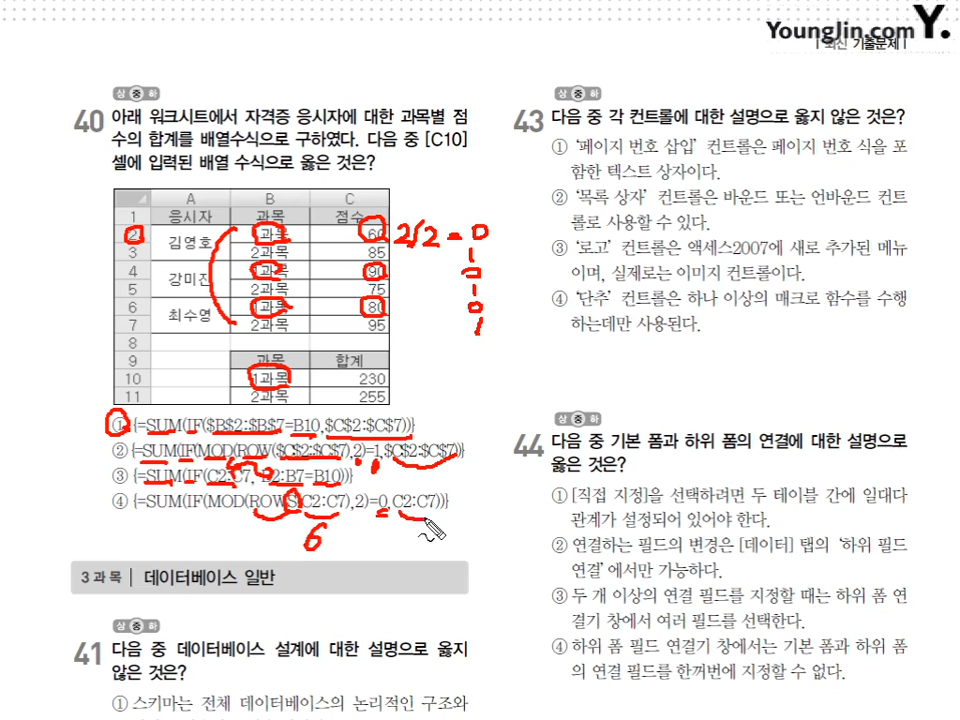 YoungJin.com Y.
| 최신 기출문제 |
상 중 하
40 아래 워크시트에서 자격증 응시자에 대한 과목별 점
수의 합계를 배열수식으로 구하였다. 다음 중 [C10]
셀에 입력된 배열 수식으로 옳은 것은?
A B C
1 응시자 과목 점수
2 김영호 1과목 60
3 2과목 85
4 강미진 1과목 90
5 2과목 75
6 최수영 1과목 80
7 2과목 95
8
9 과목 합계
10 1과목 230
11 2과목 255
2/2 = 0
1
0
1
0
1
① {=SUM(IF($B$2:$B$7=B10,$C$2:$C$7))}
② {=SUM(IF(MOD(ROW($C$2:$C$7),2)=1,$C$2:$C$7))}
③ {=SUM(IF(C2:C7, B2:B7=B10))}
④ {=SUM(IF(MOD(ROWS(C2:C7),2)=0,C2:C7))}
6
3과목 | 데이터베이스 일반
상 중 하
41 다음 중 데이터베이스 설계에 대한 설명으로 옳지
않은 것은?
① 스키마는 전체 데이터베이스의 논리적인 구조와
상 중 하
43 다음 중 각 컨트롤에 대한 설명으로 옳지 않은 것은?
① ‘페이지 번호 삽입’ 컨트롤은 페이지 번호 식을 포
함한 텍스트 상자이다.
② ‘목록 상자’ 컨트롤은 바운드 또는 언바운드 컨트
롤로 사용할 수 있다.
③ ‘로고’ 컨트롤은 액세스2007에 새로 추가된 메뉴
이며, 실제로는 이미지 컨트롤이다.
④ ‘단추’ 컨트롤은 하나 이상의 매크로 함수를 수행
하는데만 사용된다.
상 중 하
44 다음 중 기본 폼과 하위 폼의 연결에 대한 설명으로
옳은 것은?
① [직접 지정]을 선택하려면 두 테이블 간에 일대다
관계가 설정되어 있어야 한다.
② 연결하는 필드의 변경은 [데이터] 탭의 ‘하위 필드
연결’에서만 가능하다.
③ 두 개 이상의 연결 필드를 지정할 때는 하위 폼 연
결기 창에서 여러 필드를 선택한다.
④ 하위 폼 필드 연결기 창에서는 기본 폼과 하위 폼
의 연결 필드를 한꺼번에 지정할 수 없다.